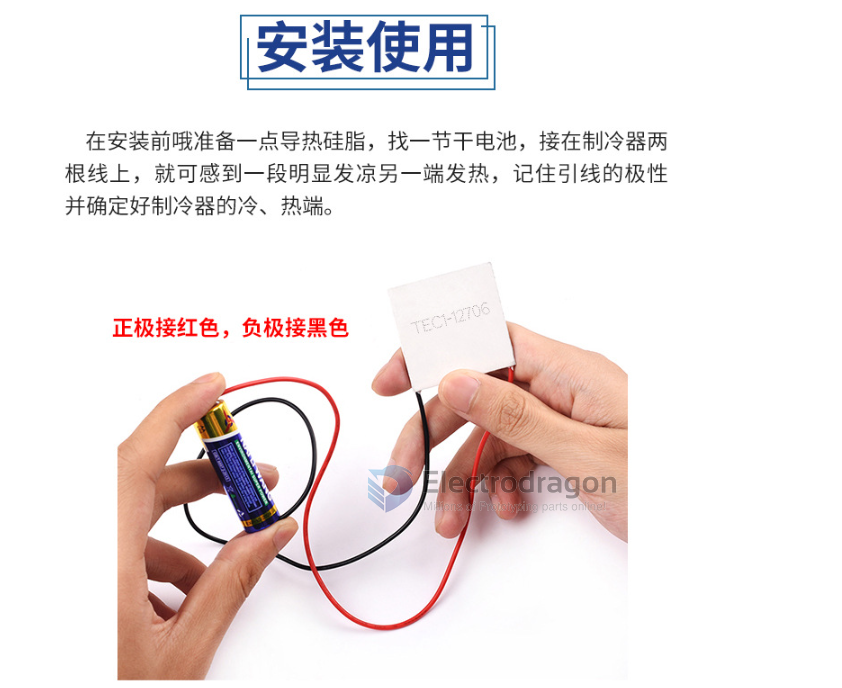 安装使用
在安装前哦准备一点导热硅脂，找一节干电池，接在制冷器两
根线上，就可感到一段明显发凉另一端发热，记住引线的极性
并确定好制冷器的冷、热端。
TEC1-12706
正极接红色，负极接黑色
Electrodragon
parts online